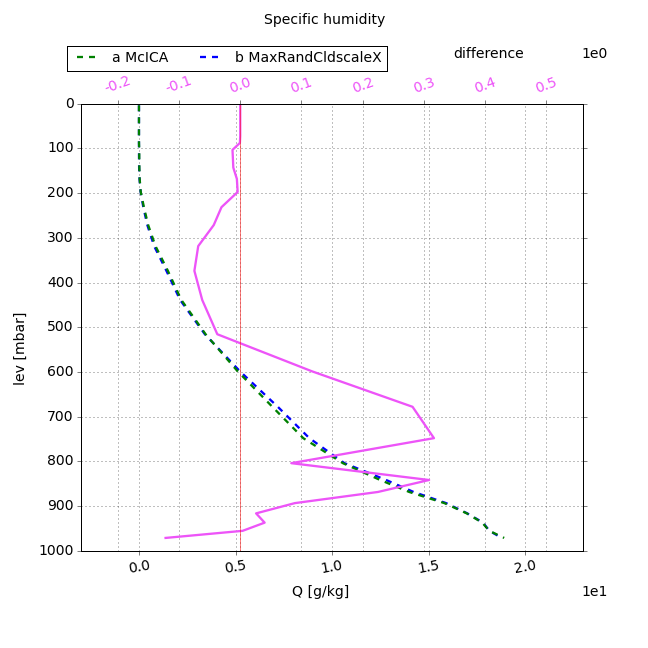 Specific humidity
a McICA b MaxRandCldscaleX difference 1e0
-0.2 -0.1 0.0 0.1 0.2 0.3 0.4 0.5
0
100
200
300
400
500
600
700
800
900
1000
lev [mbar]
0.0 0.5 1.0 1.5 2.0
Q [g/kg] 1e1